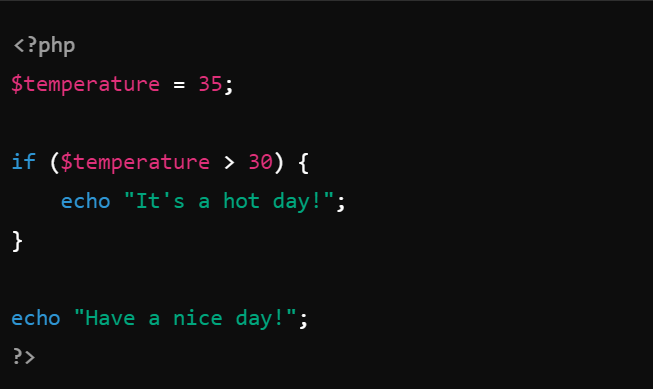 <?php
$temperature = 35;
if ($temperature > 30) {
    echo "It's a hot day!";
}
echo "Have a nice day!";
?>